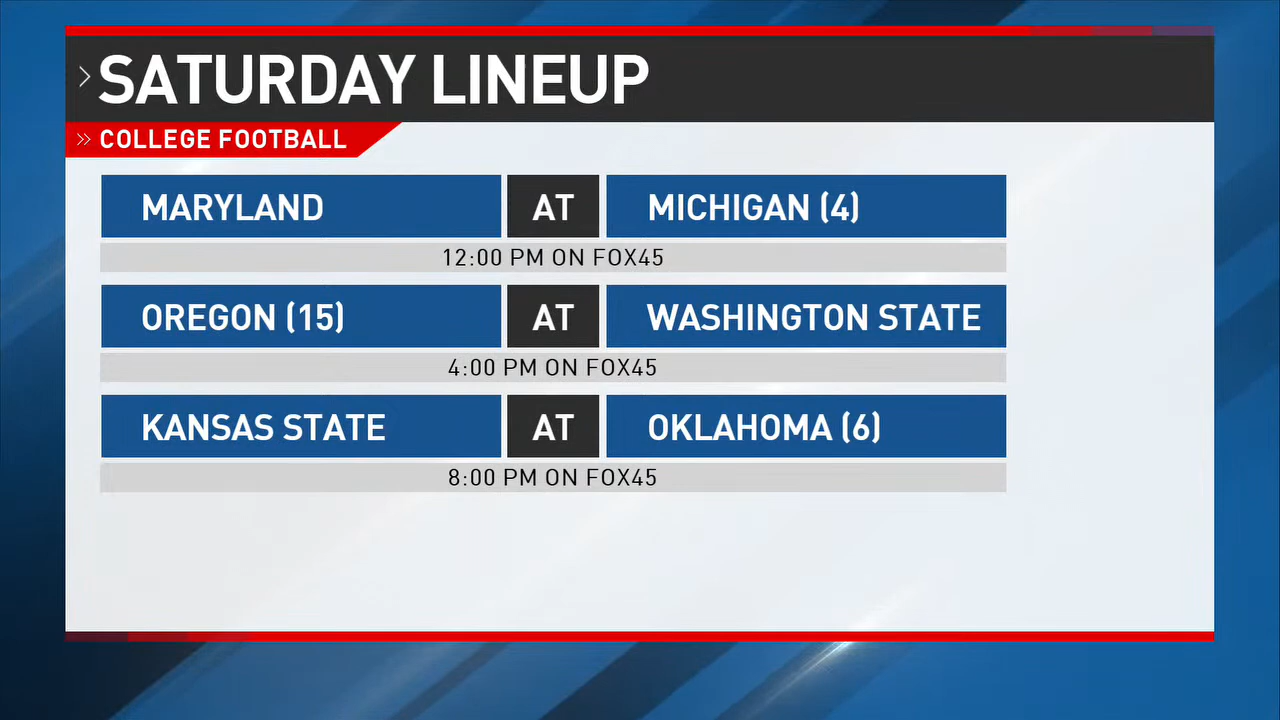 SATURDAY LINEUP
COLLEGE FOOTBALL
MARYLAND AT MICHIGAN (4)
12:00 PM ON FOX45
OREGON (15) AT WASHINGTON STATE
4:00 PM ON FOX45
KANSAS STATE AT OKLAHOMA (6)
8:00 PM ON FOX45